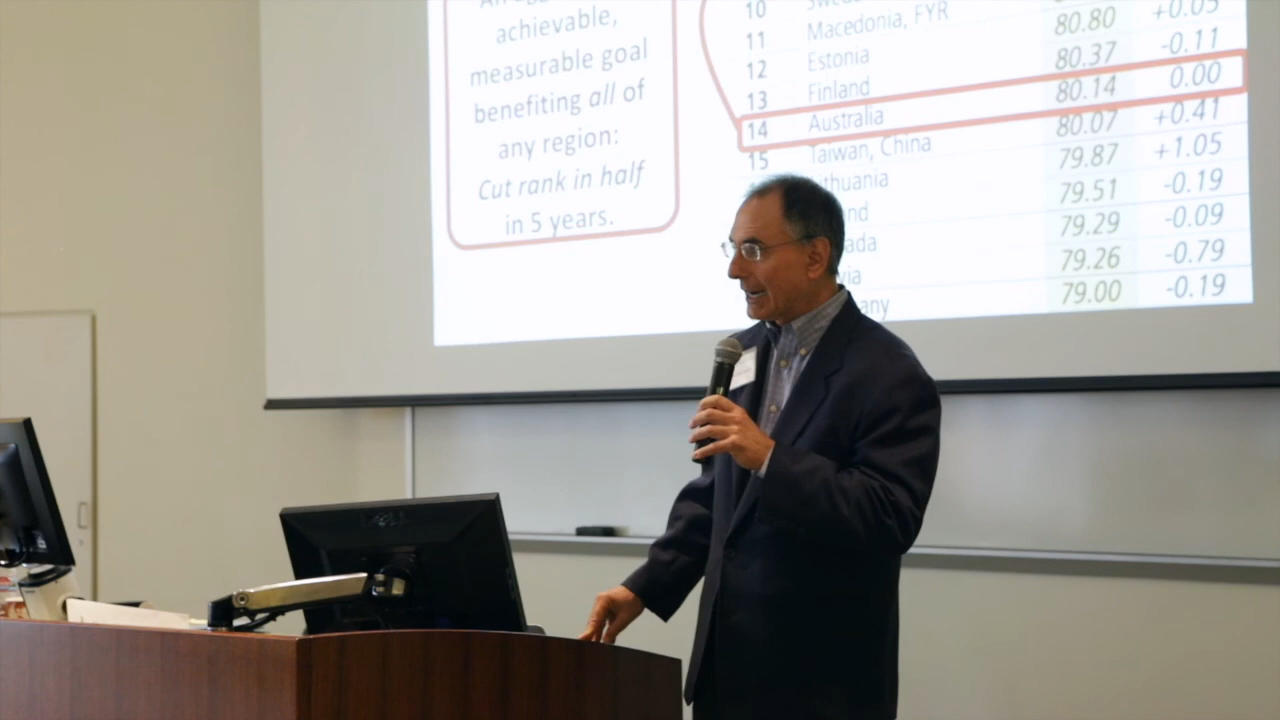 achievable,
measurable goal
benefiting all of
any region:
Cut rank in half
in 5 years.
10
11 Macedonia, FYR
12 Estonia 80.80 +0.05
13 Finland 80.37 -0.11
14 Australia 80.14 0.00
15 Taiwan, China 80.07 +0.41
79.87 +1.05
79.51 -0.19
79.29 -0.09
79.26 -0.79
79.00 -0.19
DELL